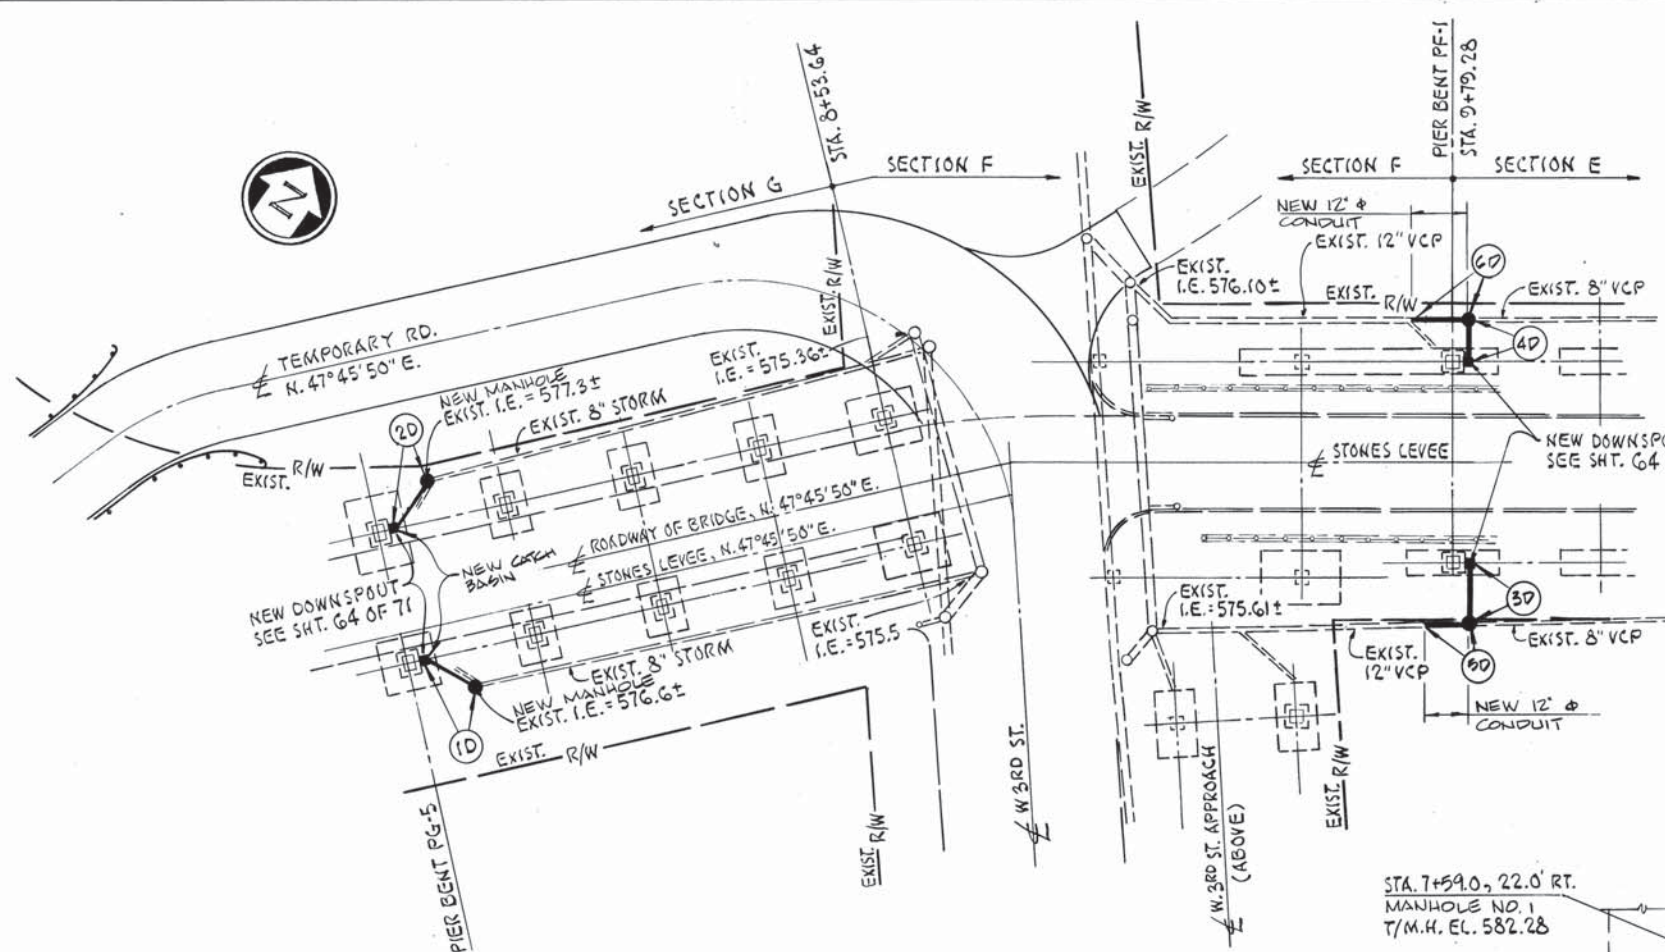 PIER BENT PF-1
STA. 9+79.28
STA. 8+53.64
EXIST. R/W
SECTION G
SECTION F
SECTION F
SECTION E
N
NEW 12" Φ
CONDUIT
EXIST. 12" VCP
6D
EXIST.
I.E. 576.10±
EXIST. R/W
EXIST. 8" VCP
EXIST. R/W
4D
TEMPORARY RD.
N. 47°45'50" E.
EXIST.
I.E. = 575.36±
NEW MANHOLE
EXIST. I.E. = 577.3±
EXIST. 8" STORM
2D
EXIST. R/W
STONES LEVEE
NEW DOWNSPO
SEE SHT. 64
ROADWAY OF BRIDGE, N. 47°45'50" E.
STONES LEVEE, N. 47°45'50" E.
NEW CATCH
BASIN
NEW DOWNSPOUT
SEE SHT. 64 OF 71
EXIST.
I.E. = 575.5
EXIST.
I.E. = 575.61±
3D
EXIST. 8" VCP
EXIST.
12" VCP
5D
EXIST. 8" STORM
NEW MANHOLE
EXIST. I.E. = 576.6±
1D
EXIST. R/W
NEW 12" Φ
CONDUIT
PIER BENT PG-5
EXIST. R/W
W 3RD ST.
W. 3RD ST. APPROACH
(ABOVE)
EXIST. R/W
STA. 7+59.0, 22.0' RT.
MANHOLE NO. 1
T/M.H. EL. 582.28